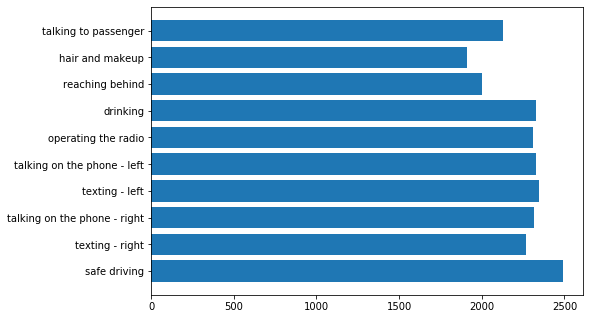 talking to passenger
hair and makeup
reaching behind
drinking
operating the radio
talking on the phone - left
texting - left
talking on the phone - right
texting - right
safe driving
0 500 1000 1500 2000 2500